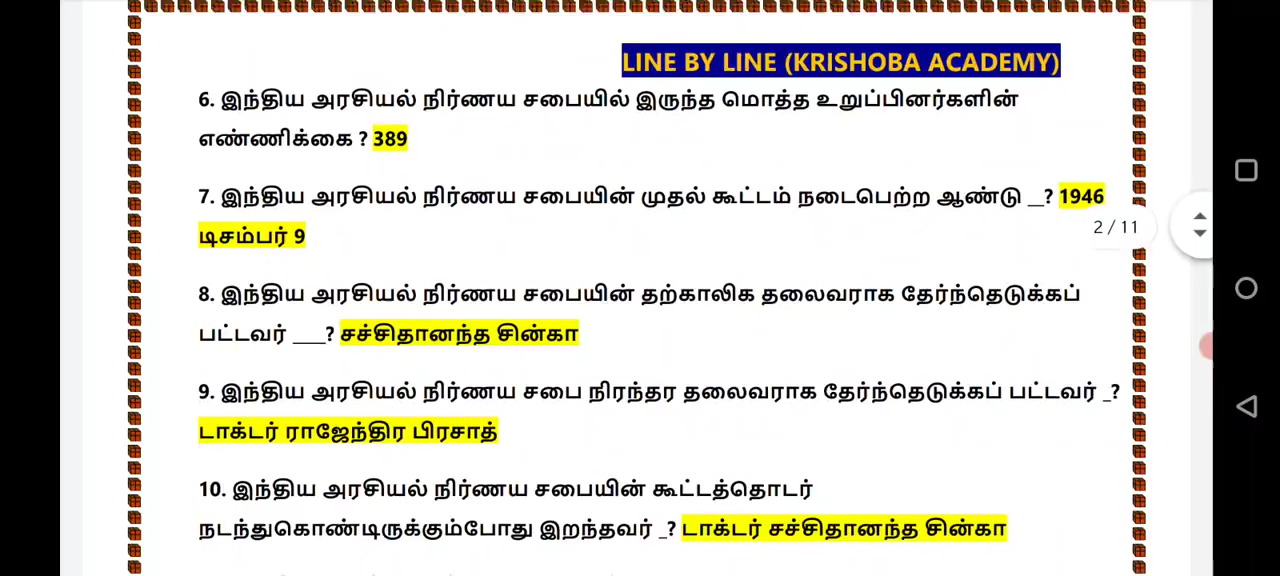 LINE BY LINE (KRISHOBA ACADEMY)
6. இந்திய அரசியல் நிர்ணய சபையில் இருந்த மொத்த உறுப்பினர்களின்
எண்ணிக்கை ? 389
7. இந்திய அரசியல் நிர்ணய சபையின் முதல் கூட்டம் நடைபெற்ற ஆண்டு __? 1946
2 / 11
டிசம்பர் 9
8. இந்திய அரசியல் நிர்ணய சபையின் தற்காலிக தலைவராக தேர்ந்தெடுக்கப்
பட்டவர் ___? சச்சிதானந்த சின்கா
9. இந்திய அரசியல் நிர்ணய சபை நிரந்தர தலைவராக தேர்ந்தெடுக்கப் பட்டவர் _?
டாக்டர் ராஜேந்திர பிரசாத்
10. இந்திய அரசியல் நிர்ணய சபையின் கூட்டத்தொடர்
நடந்துகொண்டிருக்கும்போது இறந்தவர் _? டாக்டர் சச்சிதானந்த சின்கா